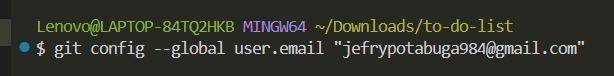 Lenovo@LAPTOP-84TQ2HKB MINGW64 ~/Downloads/to-do-list
$ git config --global user.email "jefrypotabuga984@gmail.com"